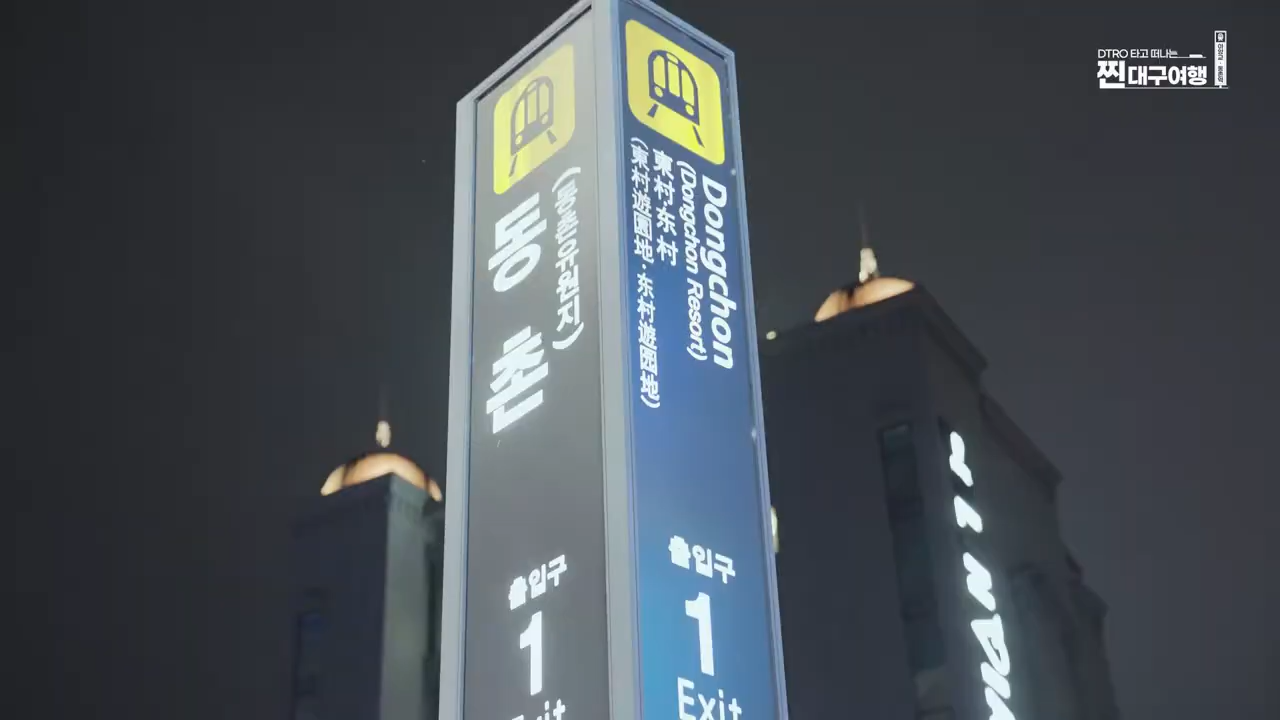 동촌
(동촌유원지)
출입구
1
Exit
Dongchon
(Dongchon Resort)
東村·东村
(東村遊園地·东村遊园地)
출입구
1
Exit
DTRO 타고 떠나는
찐 대구여행